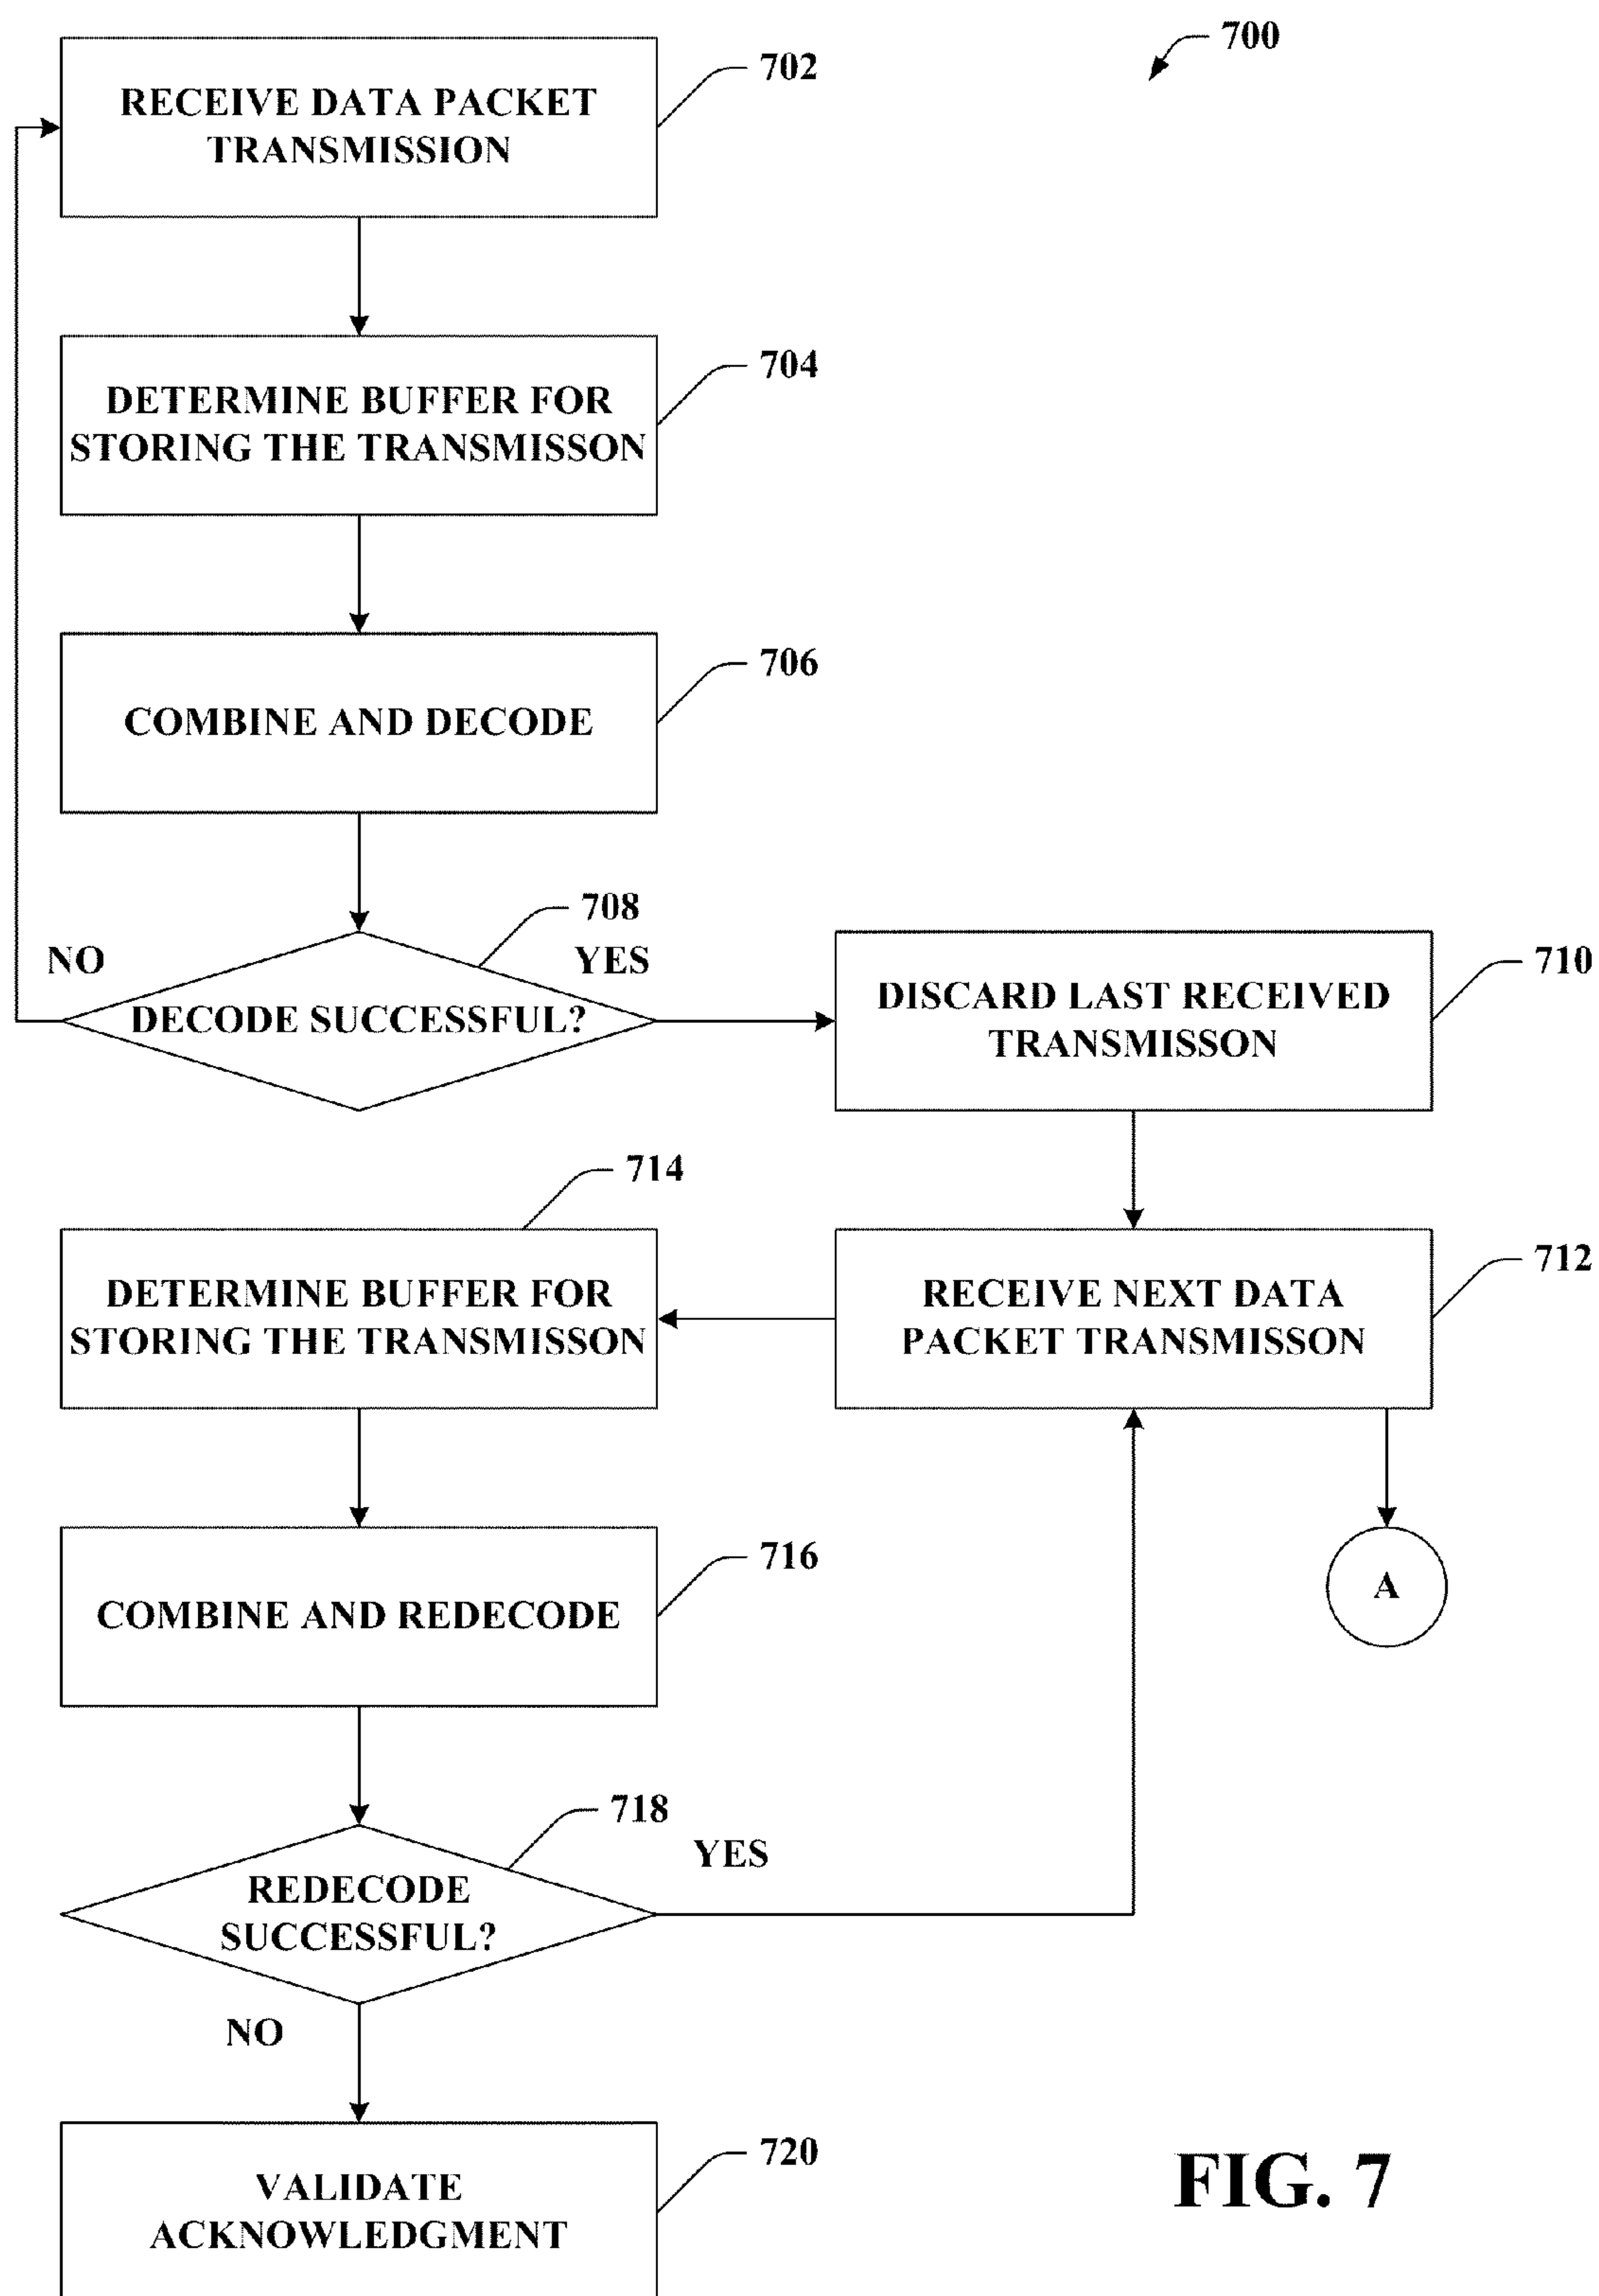 700
702
RECEIVE DATA PACKET
TRANSMISSION
704
DETERMINE BUFFER FOR
STORING THE TRANSMISSON
706
COMBINE AND DECODE
708
NO
YES
DECODE SUCCESSFUL?
710
DISCARD LAST RECEIVED
TRANSMISSON
714
DETERMINE BUFFER FOR
STORING THE TRANSMISSON
712
RECEIVE NEXT DATA
PACKET TRANSMISSON
716
COMBINE AND REDECODE
A
718
YES
REDECODE
SUCCESSFUL?
NO
720
VALIDATE
ACKNOWLEDGMENT
FIG. 7